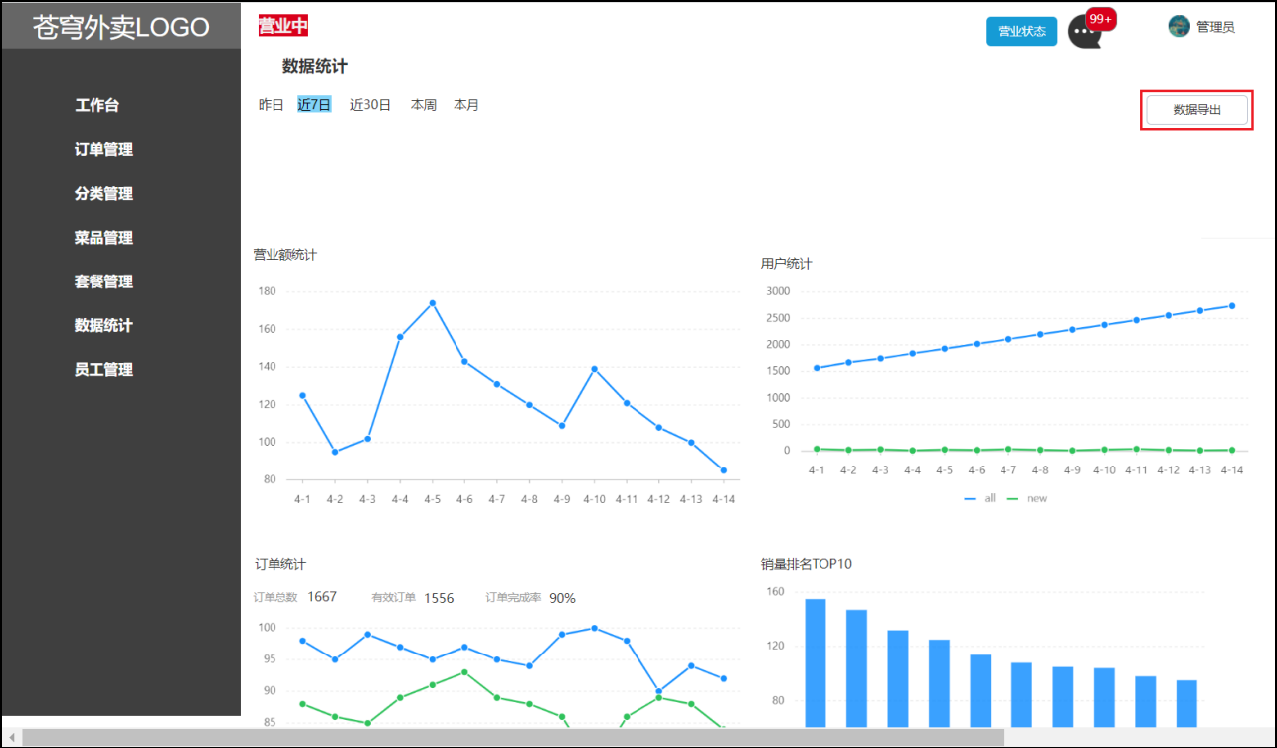 苍穹外卖LOGO
营业中
营业状态
99+
管理员
数据统计
昨日 近7日 近30日 本周 本月
数据导出
工作台
订单管理
分类管理
菜品管理
套餐管理
数据统计
员工管理
营业额统计
180
160
140
120
100
80
4-1 4-2 4-3 4-4 4-5 4-6 4-7 4-8 4-9 4-10 4-11 4-12 4-13 4-14
用户统计
3000
2500
2000
1500
1000
500
0
4-1 4-2 4-3 4-4 4-5 4-6 4-7 4-8 4-9 4-10 4-11 4-12 4-13 4-14
all new
订单统计
订单总数 1667 有效订单 1556 订单完成率 90%
100
95
90
85
销量排名TOP10
160
120
80